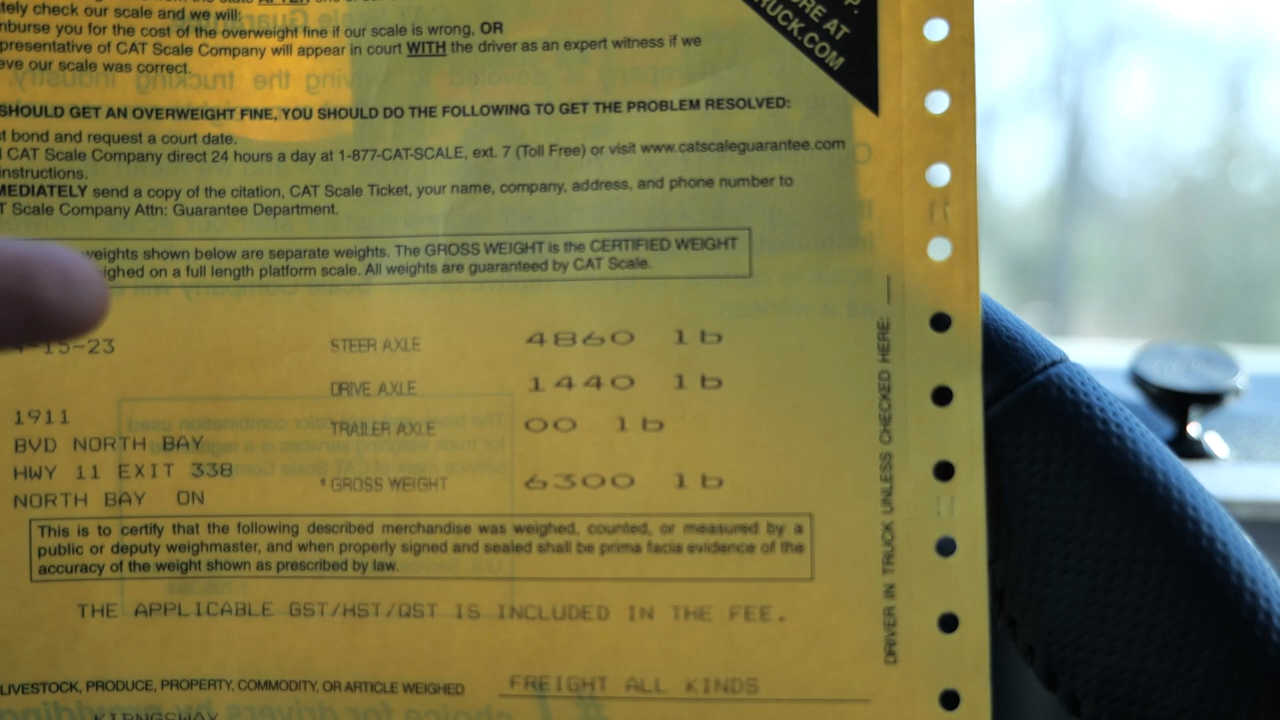 tely check our scale and we will:
nburse you for the cost of the overweight fine if our scale is wrong, OR
presentative of CAT Scale Company will appear in court WITH the driver as an expert witness if we
eve our scale was correct.
P.
ORE AT
RUCK.COM
SHOULD GET AN OVERWEIGHT FINE, YOU SHOULD DO THE FOLLOWING TO GET THE PROBLEM RESOLVED:
t bond and request a court date.
l CAT Scale Company direct 24 hours a day at 1-877-CAT-SCALE, ext. 7 (Toll Free) or visit www.catscaleguarantee.com
instructions.
MEDIATELY send a copy of the citation, CAT Scale Ticket, your name, company, address, and phone number to
T Scale Company Attn: Guarantee Department.
weights shown below are separate weights. The GROSS WEIGHT is the CERTIFIED WEIGHT
ighed on a full length platform scale. All weights are guaranteed by CAT Scale.
-15-23
STEER AXLE 4860 lb
DRIVE AXLE 1440 lb
TRAILER AXLE 00 lb
* GROSS WEIGHT 6300 lb
1911
BVD NORTH BAY
HWY 11 EXIT 338
NORTH BAY ON
This is to certify that the following described merchandise was weighed, counted, or measured by a
public or deputy weighmaster, and when properly signed and sealed shall be prima facia evidence of the
accuracy of the weight shown as prescribed by law.
THE APPLICABLE GST/HST/QST IS INCLUDED IN THE FEE.
LIVESTOCK, PRODUCE, PROPERTY, COMMODITY, OR ARTICLE WEIGHED FREIGHT ALL KINDS
DRIVER IN TRUCK UNLESS CHECKED HERE: